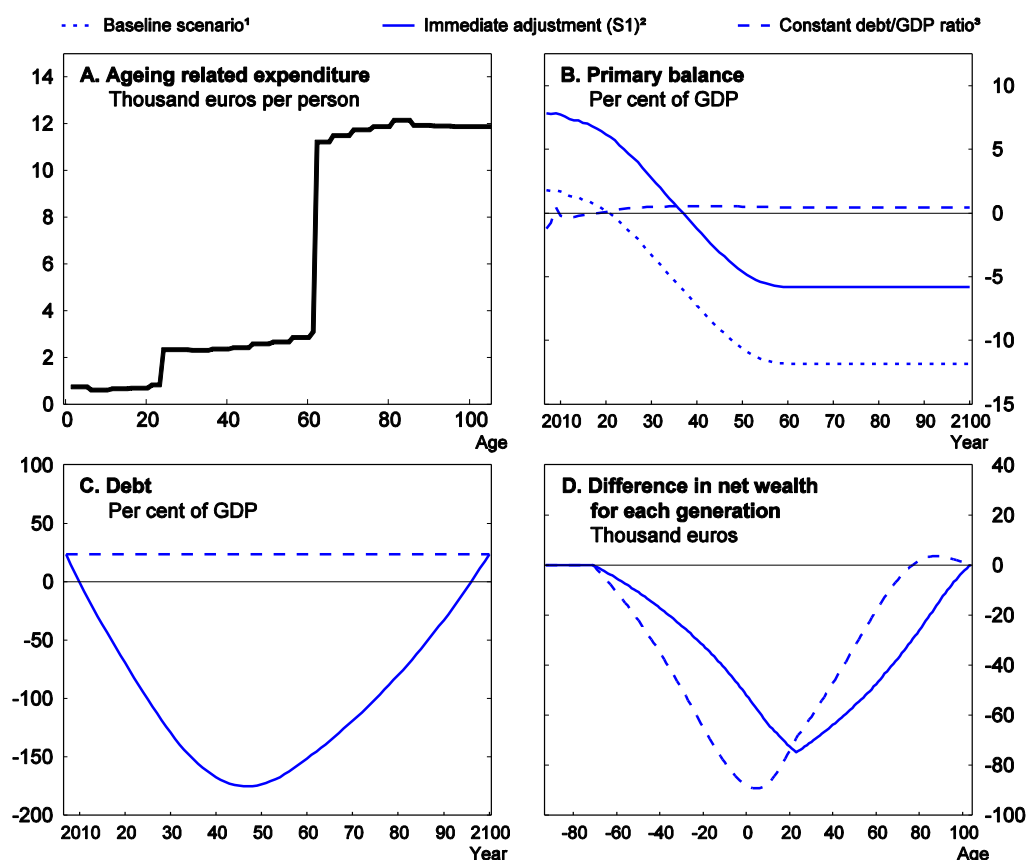 Baseline scenario¹ Immediate adjustment (S1)² Constant debt/GDP ratio³
A. Ageing related expenditure
Thousand euros per person
14
12
10
8
6
4
2
0
0 20 40 60 80 100
Age
B. Primary balance
Per cent of GDP
10
5
0
-5
-10
-15
2010 20 30 40 50 60 70 80 90 2100
Year
C. Debt
Per cent of GDP
100
50
0
-50
-100
-150
-200
2010 20 30 40 50 60 70 80 90 2100
Year
D. Difference in net wealth
for each generation
Thousand euros
40
20
0
-20
-40
-60
-80
-100
-80 -60 -40 -20 0 20 40 60 80 100
Age